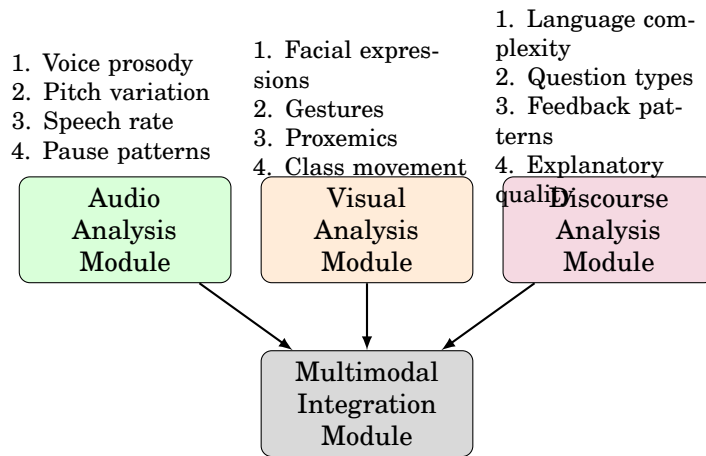 1. Voice prosody
2. Pitch variation
3. Speech rate
4. Pause patterns
1. Facial expres-
sions
2. Gestures
3. Proxemics
4. Class movement
1. Language com-
plexity
2. Question types
3. Feedback pat-
terns
4. Explanatory
quality
Audio
Analysis
Module
Visual
Analysis
Module
Discourse
Analysis
Module
Multimodal
Integration
Module